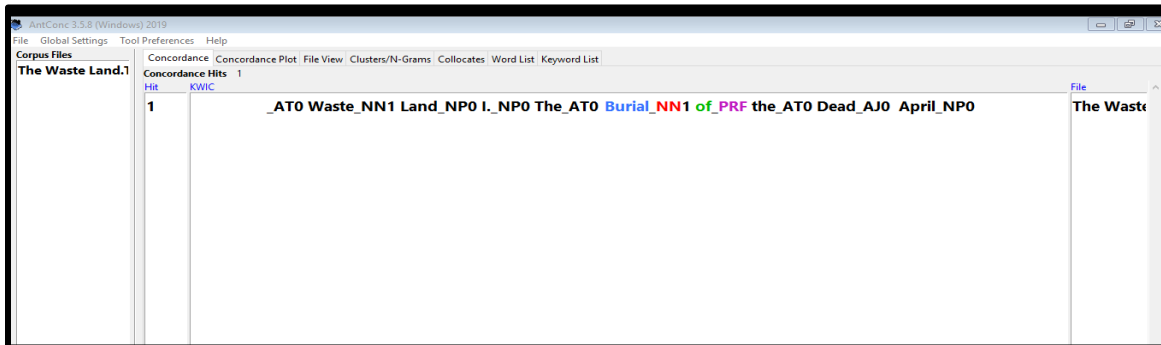 AntConc 3.5.8 (Windows) 2019
File Global Settings Tool Preferences Help
Corpus Files
The Waste Land.T
Concordance Concordance Plot File View Clusters/N-Grams Collocates Word List Keyword List
Concordance Hits 1
Hit KWIC File
1 _AT0 Waste_NN1 Land_NP0 I._NP0 The_AT0 Burial_NN1 of_PRF the_AT0 Dead_AJ0 April_NP0 The Waste